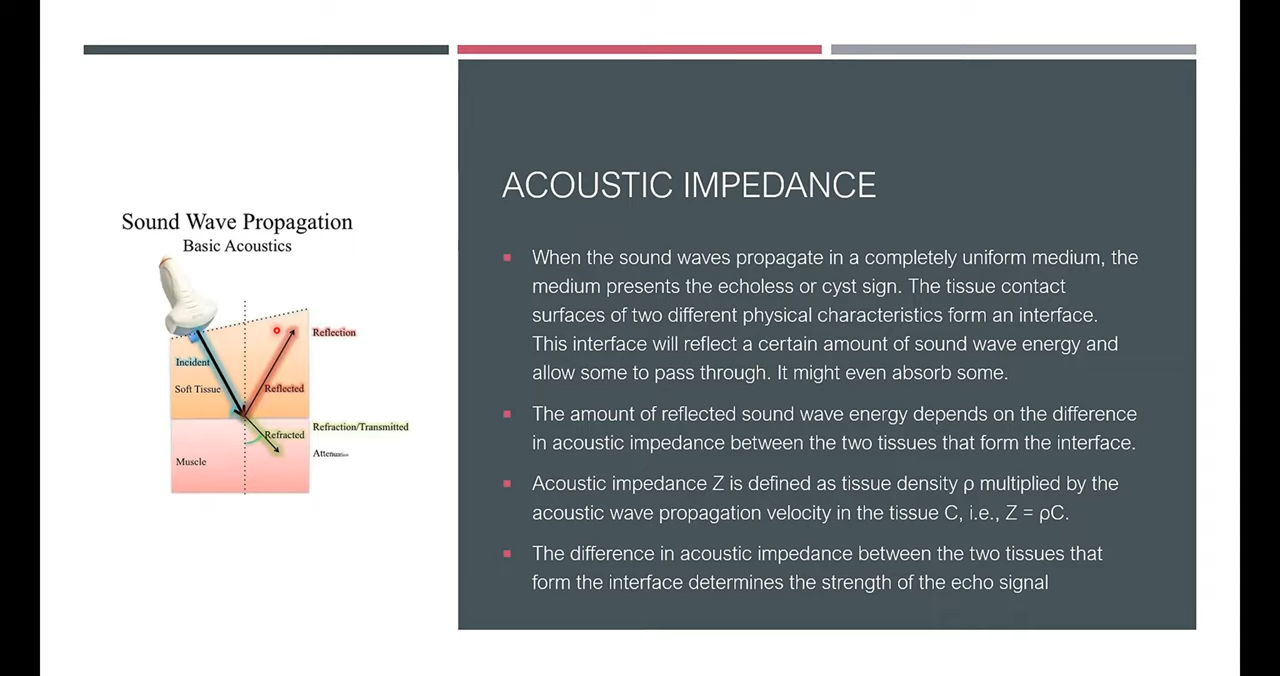 Sound Wave Propagation
Basic Acoustics
Reflection
Incident
Soft Tissue
Reflected
Refraction/Transmitted
Refracted
Attenuation
Muscle
ACOUSTIC IMPEDANCE
When the sound waves propagate in a completely uniform medium, the
medium presents the echoless or cyst sign. The tissue contact
surfaces of two different physical characteristics form an interface.
This interface will reflect a certain amount of sound wave energy and
allow some to pass through. It might even absorb some.
The amount of reflected sound wave energy depends on the difference
in acoustic impedance between the two tissues that form the interface.
Acoustic impedance Z is defined as tissue density ρ multiplied by the
acoustic wave propagation velocity in the tissue C, i.e., Z = ρC.
The difference in acoustic impedance between the two tissues that
form the interface determines the strength of the echo signal